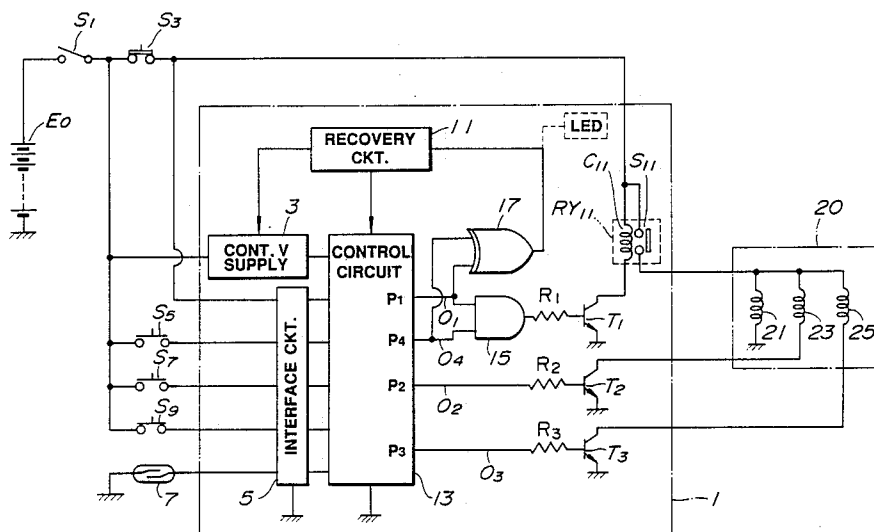 S1
S3
E0
RECOVERY
CKT.
11
LED
C11
S11
RY11
17
20
3
CONT. V
SUPPLY
CONTROL
CIRCUIT
P1
O1
R1
T1
15
21
23
25
S5
INTERFACE CKT.
P4
O4
S7
P2
O2
R2
T2
S9
P3
O3
R3
T3
7
5
13
1